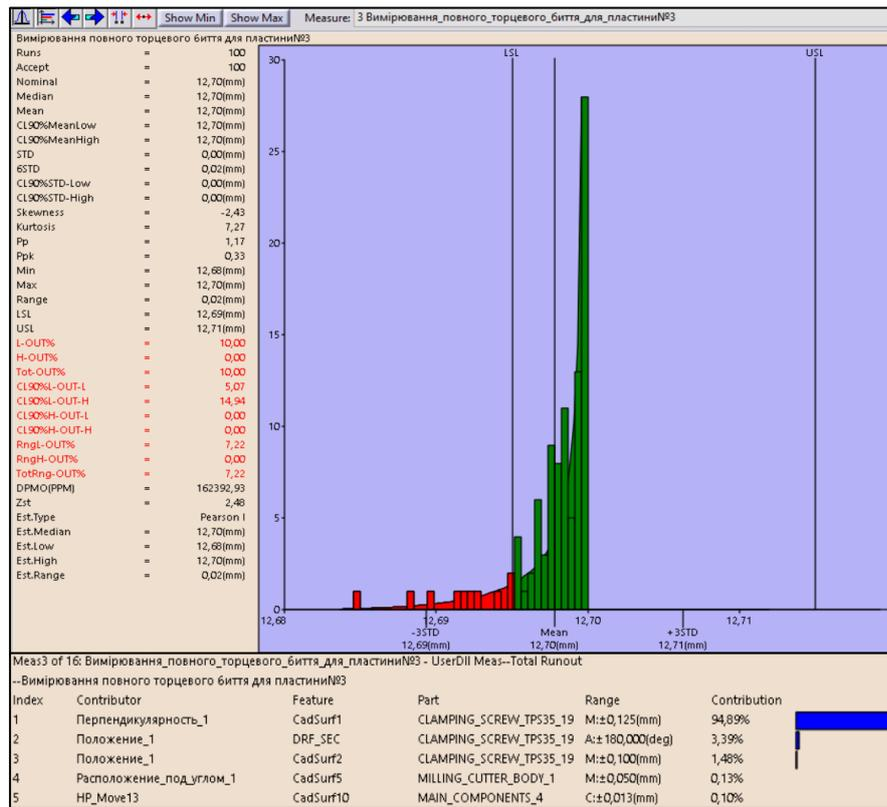 Show Min Show Max Measure: 3 Вимірювання_повного_торцевого_биття_для_пластини№3
Вимірювання повного торцевого биття для пластини№3
Runs = 100
Accept = 100
Nominal = 12,70(mm)
Median = 12,70(mm)
Mean = 12,70(mm)
CL90%MeanLow = 12,70(mm)
CL90%MeanHigh = 12,70(mm)
STD = 0,00(mm)
6STD = 0,02(mm)
CL90%STD-Low = 0,00(mm)
CL90%STD-High = 0,00(mm)
Skewness = -2,43
Kurtosis = 7,27
Pp = 1,17
Ppk = 0,33
Min = 12,68(mm)
Max = 12,70(mm)
Range = 0,02(mm)
LSL = 12,69(mm)
USL = 12,71(mm)
L-OUT% = 10,00
H-OUT% = 0,00
Tot-OUT% = 10,00
CL90%L-OUT-L = 5,07
CL90%L-OUT-H = 14,94
CL90%H-OUT-L = 0,00
CL90%H-OUT-H = 0,00
RngL-OUT% = 7,22
RngH-OUT% = 0,00
TotRng-OUT% = 7,22
DPMO(PPM) = 162392,93
Zst = 2,48
Est.Type Pearson I
Est.Median = 12,70(mm)
Est.Low = 12,68(mm)
Est.High = 12,70(mm)
Est.Range = 0,02(mm)
LSL USL
30
25
20
15
10
5
0
12,68 12,69 12,70 12,71
-3STD Mean +3STD
12,69(mm) 12,70(mm) 12,71(mm)
Meas3 of 16: Вимірювання_повного_торцевого_биття_для_пластини№3 - UserDll Meas--Total Runout
--Вимірювання повного торцевого биття для пластини№3
Index Contributor Feature Part Range Contribution
1 Перпендикулярность_1 CadSurf1 CLAMPING_SCREW_TPS35_19 M:±0,125(mm) 94,89%
2 Положение_1 DRF_SEC CLAMPING_SCREW_TPS35_19 A:±180,000(deg) 3,39%
3 Положение_1 CadSurf2 CLAMPING_SCREW_TPS35_19 M:±0,100(mm) 1,48%
4 Расположение_под_углом_1 CadSurf5 MILLING_CUTTER_BODY_1 M:±0,050(mm) 0,13%
5 HP_Move13 CadSurf10 MAIN_COMPONENTS_4 C:±0,013(mm) 0,10%